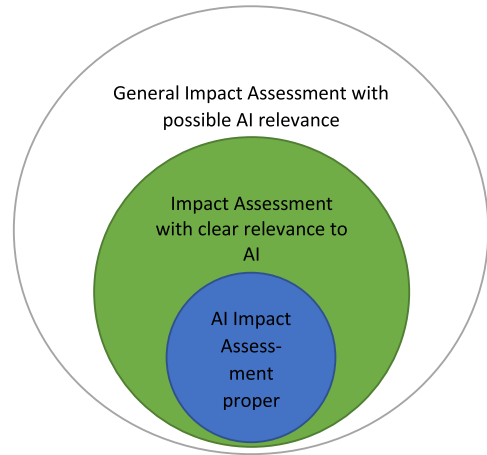 General Impact Assessment with
possible AI relevance
Impact Assessment
with clear relevance to
AI
AI Impact
Assess-
ment
proper